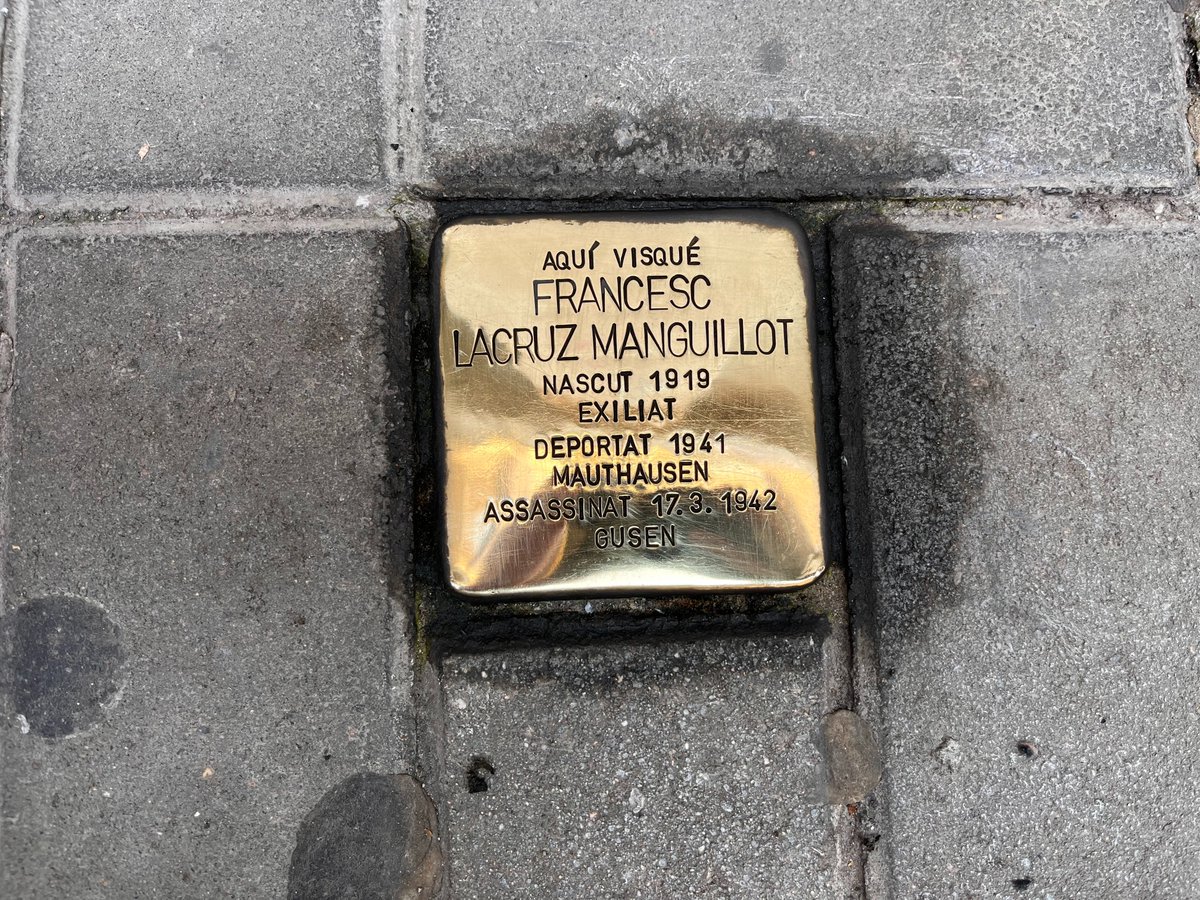 AQUÍ VISQUÉ
FRANCESC
LACRUZ MANGUILLOT
NASCUT 1919
EXILIAT
DEPORTAT 1941
MAUTHAUSEN
ASSASSINAT 17.3.1942
GUSEN